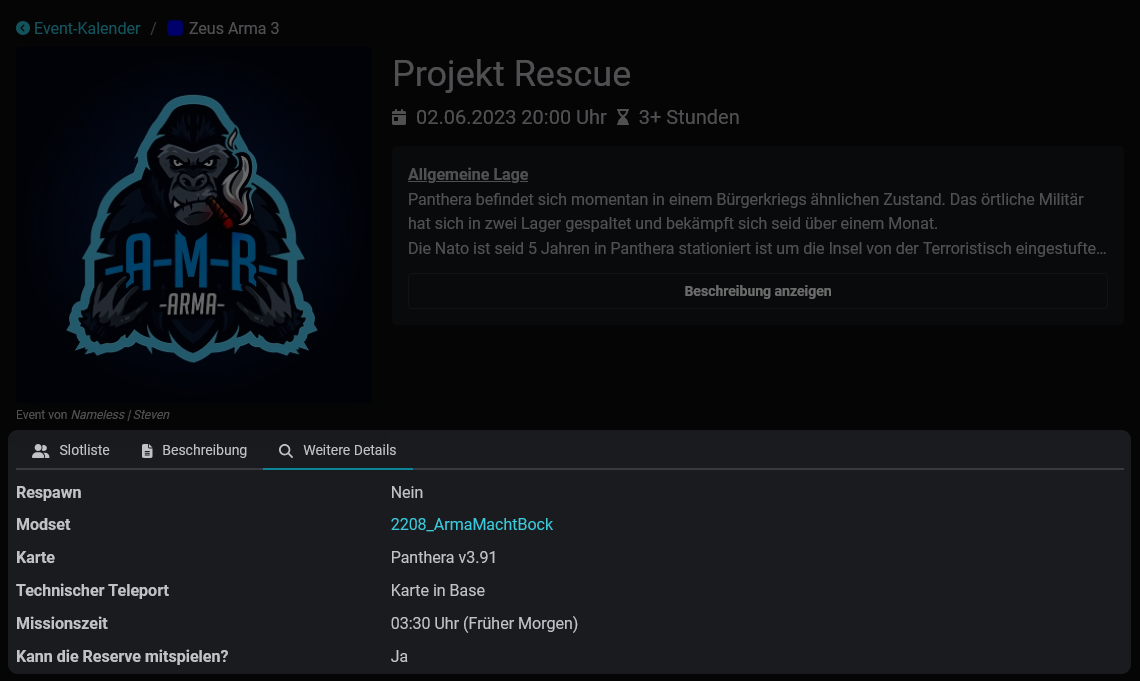 Event-Kalender / Zeus Arma 3
Projekt Rescue
02.06.2023 20:00 Uhr 3+ Stunden
Allgemeine Lage
Panthera befindet sich momentan in einem Bürgerkriegs ähnlichen Zustand. Das örtliche Militär
hat sich in zwei Lager gespaltet und bekämpft sich seid über einem Monat.
Die Nato ist seid 5 Jahren in Panthera stationiert ist um die Insel von der Terroristisch eingestufte...
Beschreibung anzeigen
-A-M-R-
-ARMA-
Event von Nameless | Steven
Slotliste Beschreibung Weitere Details
Respawn Nein
Modset 2208_ArmaMachtBock
Karte Panthera v3.91
Technischer Teleport Karte in Base
Missionszeit 03:30 Uhr (Früher Morgen)
Kann die Reserve mitspielen? Ja